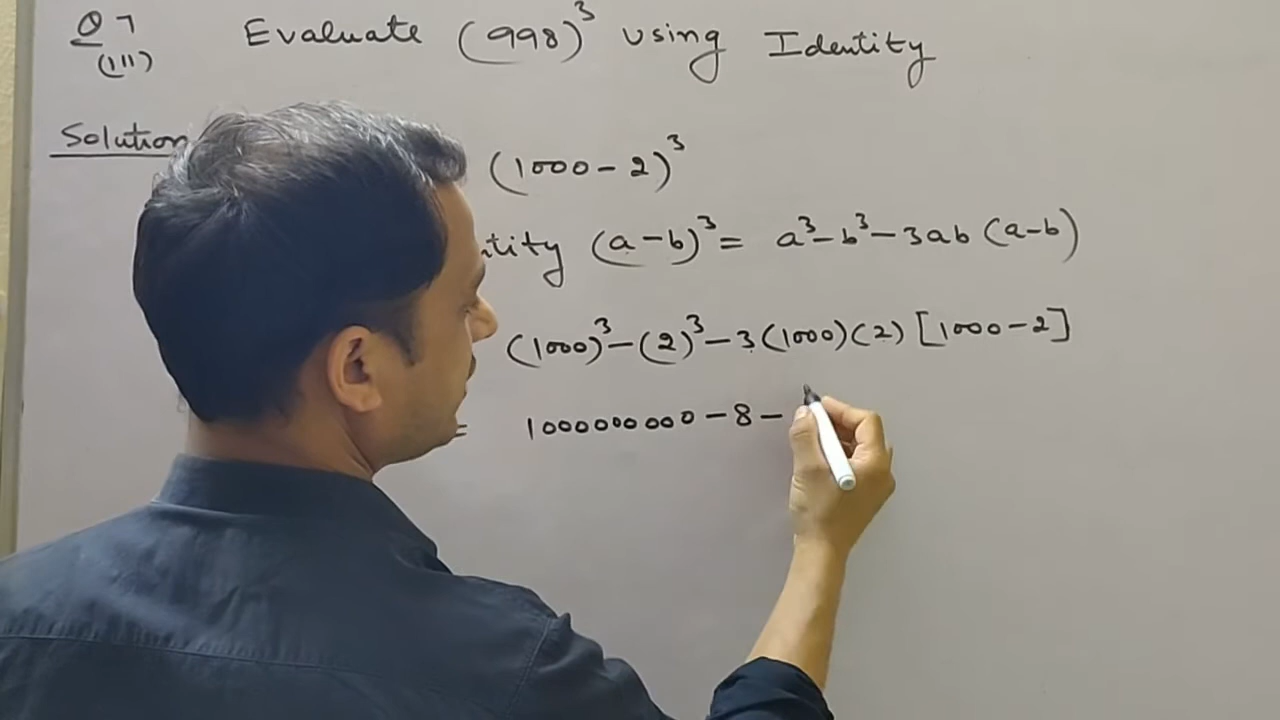 Q 7 Evaluate (998)³ using Identity
(iii)
Solution (1000 - 2)³
(a - b)³ = a³ - b³ - 3ab (a - b)
(1000)³ - (2)³ - 3 (1000) (2) [1000 - 2]
= 1000000000 - 8 -